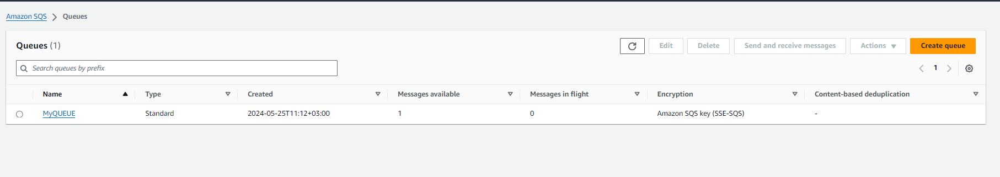 Amazon SQS > Queues
Queues (1)
Edit Delete Send and receive messages Actions Create queue
Search queues by prefix
1
Name Type Created Messages available Messages in flight Encryption Content-based deduplication
MyQUEUE Standard 2024-05-25T11:12+03:00 1 0 Amazon SQS key (SSE-SQS) -